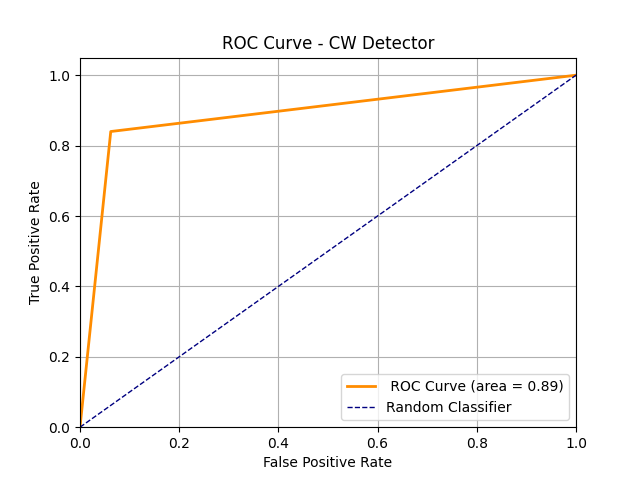 ROC Curve - CW Detector
True Positive Rate
1.0
0.8
0.6
0.4
0.2
0.0
0.0 0.2 0.4 0.6 0.8 1.0
False Positive Rate
ROC Curve (area = 0.89)
Random Classifier